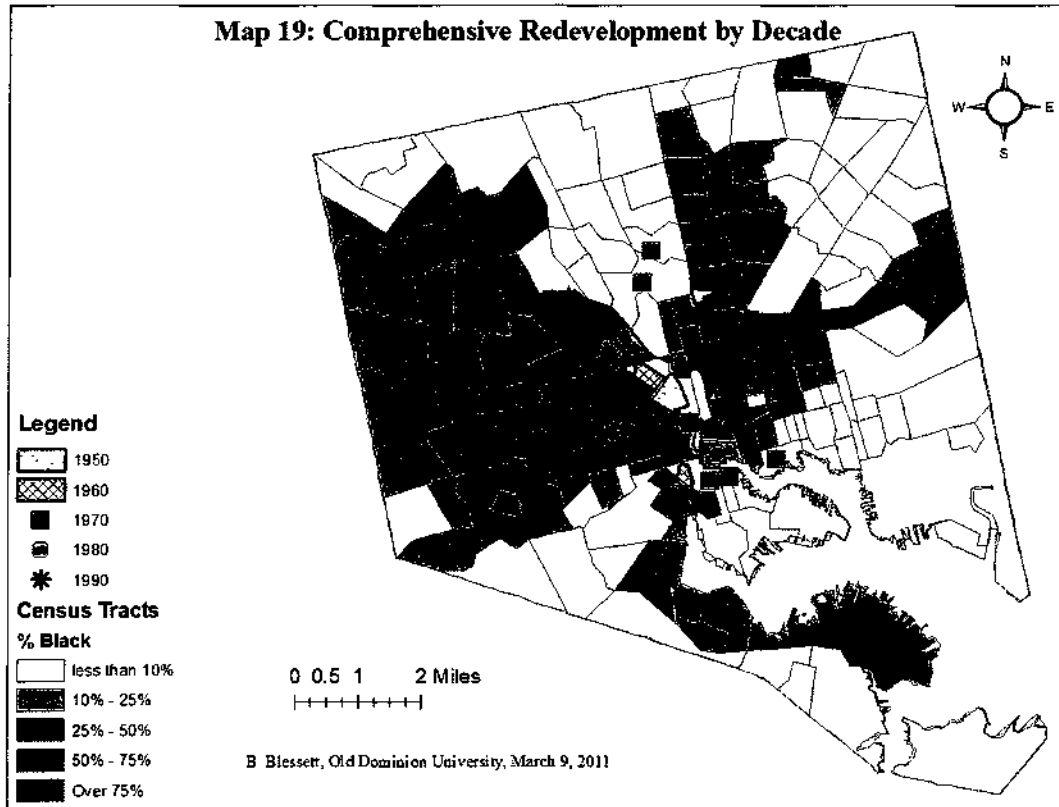 Map 19: Comprehensive Redevelopment by Decade
N
W E
S
Legend
1950
1960
1970
1980
1990
Census Tracts
% Black
less than 10%
10% - 25%
25% - 50%
50% - 75%
Over 75%
0 0.5 1 2 Miles
B Blessett, Old Dominion University, March 9, 2011